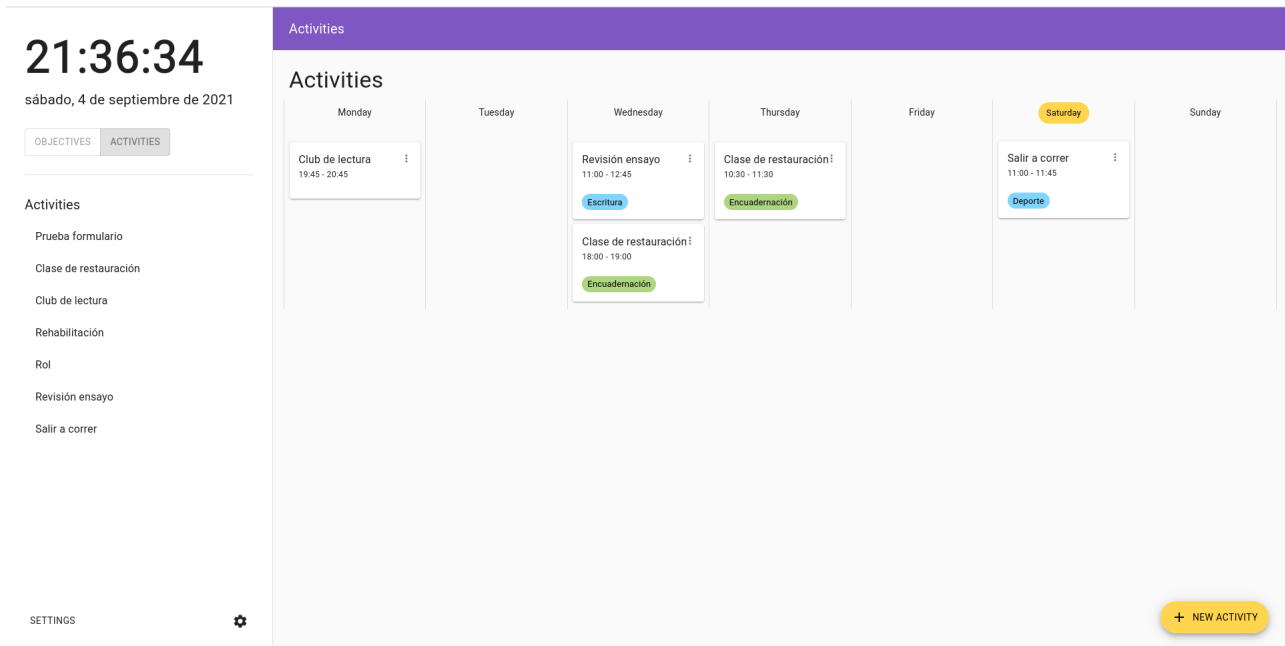 21:36:34
sábado, 4 de septiembre de 2021
OBJECTIVES ACTIVITIES
Activities
Prueba formulario
Clase de restauración
Club de lectura
Rehabilitación
Rol
Revisión ensayo
Salir a correr
SETTINGS
Activities
Activities
Monday Tuesday Wednesday Thursday Friday Saturday Sunday
Club de lectura
19:45 - 20:45
Revisión ensayo
11:00 - 12:45
Escritura
Clase de restauración
18:00 - 19:00
Encuadernación
Clase de restauración
10:30 - 11:30
Encuadernación
Salir a correr
11:00 - 11:45
Deporte
+ NEW ACTIVITY